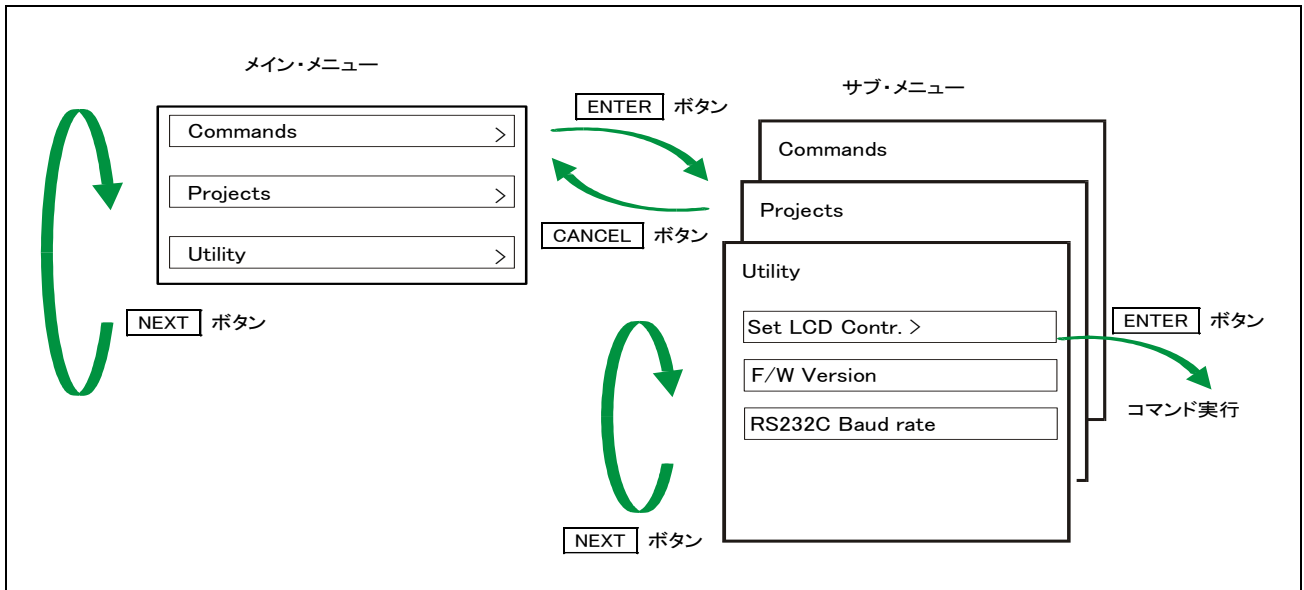 メイン・メニュー
Commands >
Projects >
Utility >
NEXT ボタン
ENTER ボタン
CANCEL ボタン
サブ・メニュー
Commands
Projects
Utility
Set LCD Contr. >
F/W Version
RS232C Baud rate
NEXT ボタン
ENTER ボタン
コマンド実行